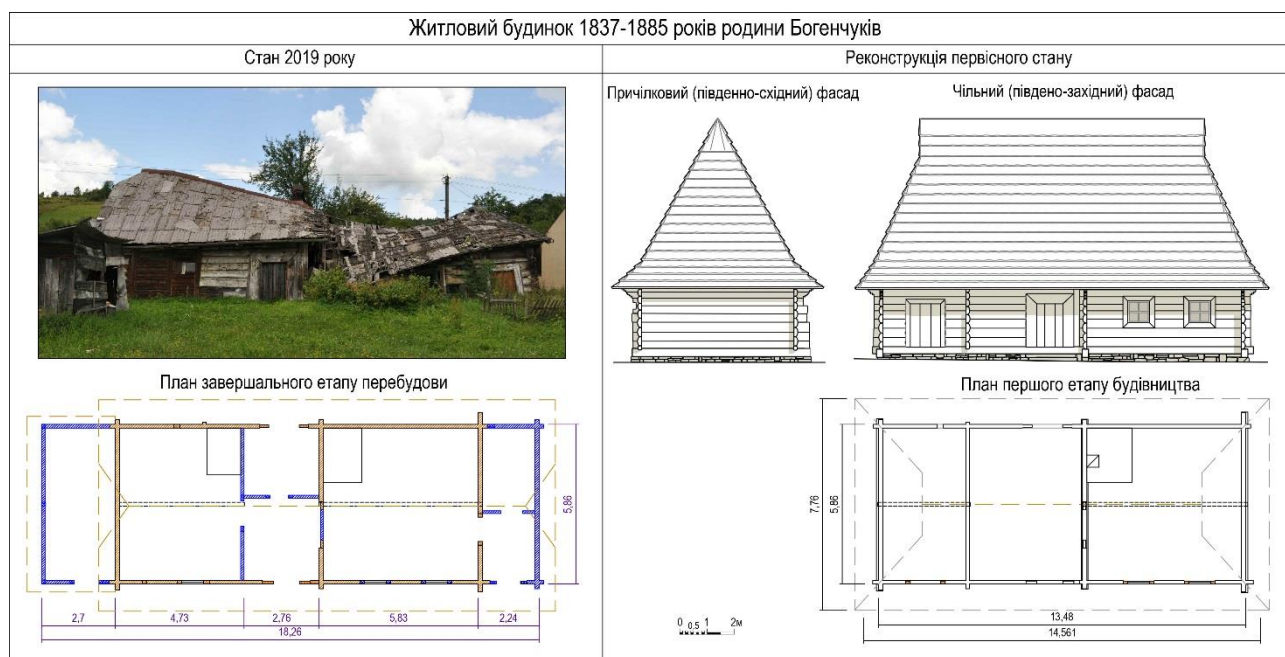 Житловий будинок 1837-1885 років родини Богенчуків
Стан 2019 року
Реконструкція первісного стану
Причілковий (південно-східний) фасад
Чільний (південо-західний) фасад
План завершального етапу перебудови
План першого етапу будівництва
5,86
2,7
4,73
2,76
5,83
2,24
18,26
7,76
5,86
0 0.5 1 2м
13,48
14,561